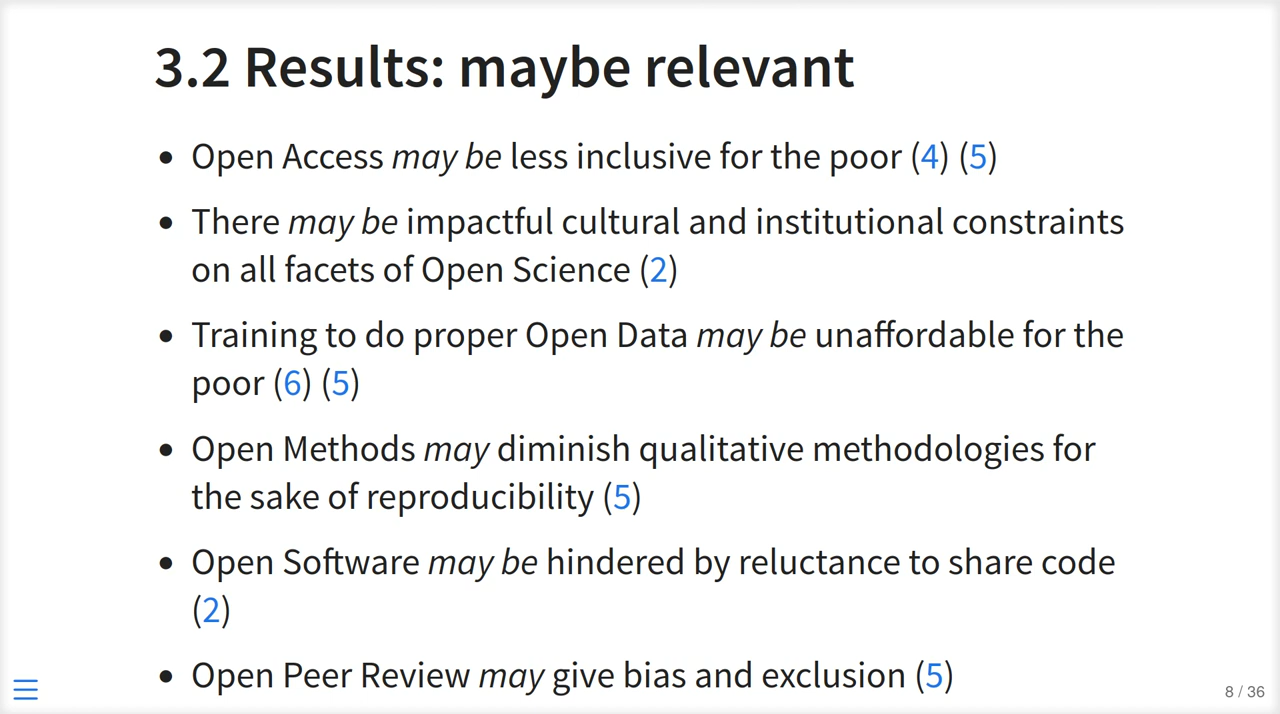 3.2 Results: maybe relevant
• Open Access may be less inclusive for the poor (4) (5)
• There may be impactful cultural and institutional constraints
on all facets of Open Science (2)
• Training to do proper Open Data may be unaffordable for the
poor (6) (5)
• Open Methods may diminish qualitative methodologies for
the sake of reproducibility (5)
• Open Software may be hindered by reluctance to share code
(2)
• Open Peer Review may give bias and exclusion (5)
8 / 36